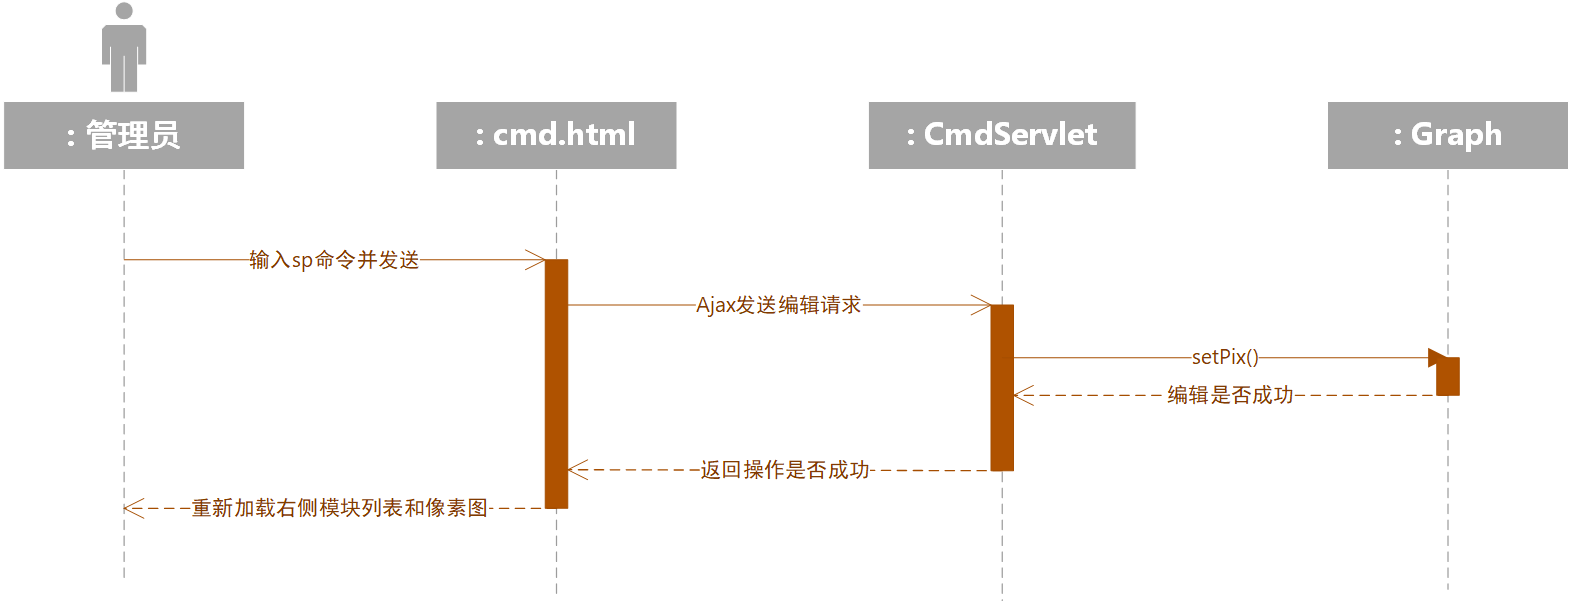 : 管理员
: cmd.html
: CmdServlet
: Graph
输入sp命令并发送
Ajax发送编辑请求
setPix()
编辑是否成功
返回操作是否成功
重新加载右侧模块列表和像素图